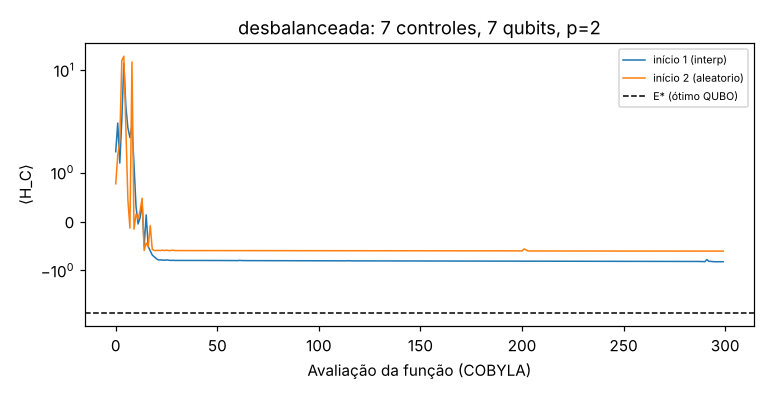 desbalanceada: 7 controles, 7 qubits, p=2
início 1 (interp)
início 2 (aleatorio)
E* (ótimo QUBO)
⟨H_C⟩
10¹
10⁰
0
−10⁰
0 50 100 150 200 250 300
Avaliação da função (COBYLA)